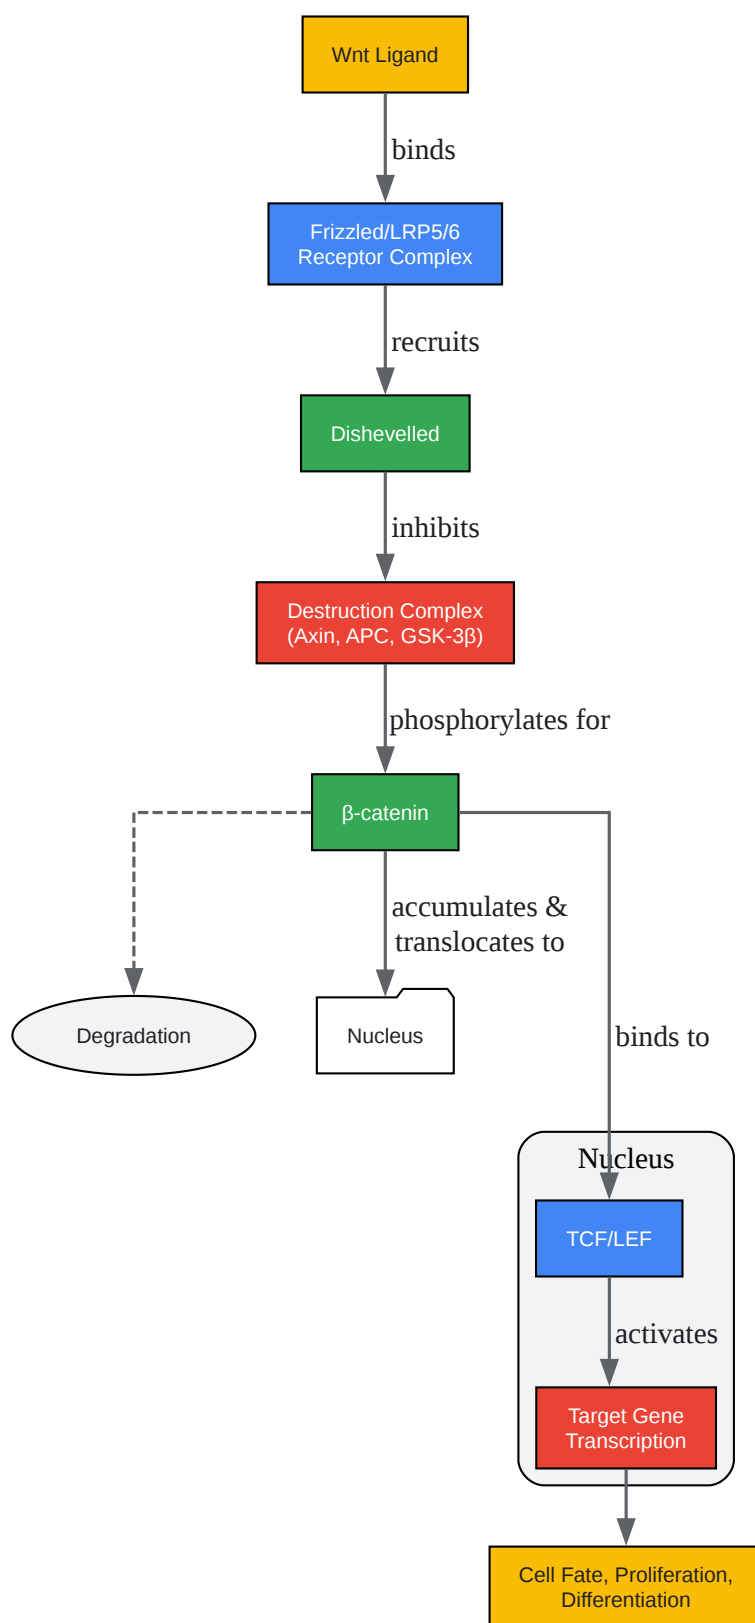 Wnt Ligand
binds
Frizzled/LRP5/6
Receptor Complex
recruits
Dishevelled
inhibits
Destruction Complex
(Axin, APC, GSK-3β)
phosphorylates for
β-catenin
accumulates &
translocates to
Degradation
Nucleus
binds to
Nucleus
TCF/LEF
activates
Target Gene
Transcription
Cell Fate, Proliferation,
Differentiation